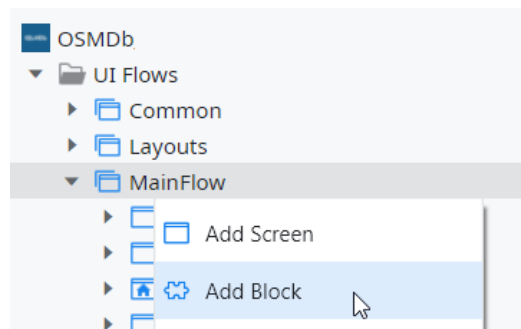 OSMDb
UI Flows
Common
Layouts
MainFlow
Add Screen
Add Block